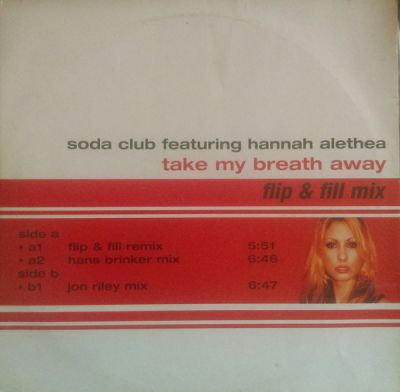 soda club featuring hannah alethea
take my breath away
flip & fill mix
side a
• a1 flip & fill remix 5:51
• a2 hans brinker mix 6:46
side b
• b1 jon riley mix 6:47